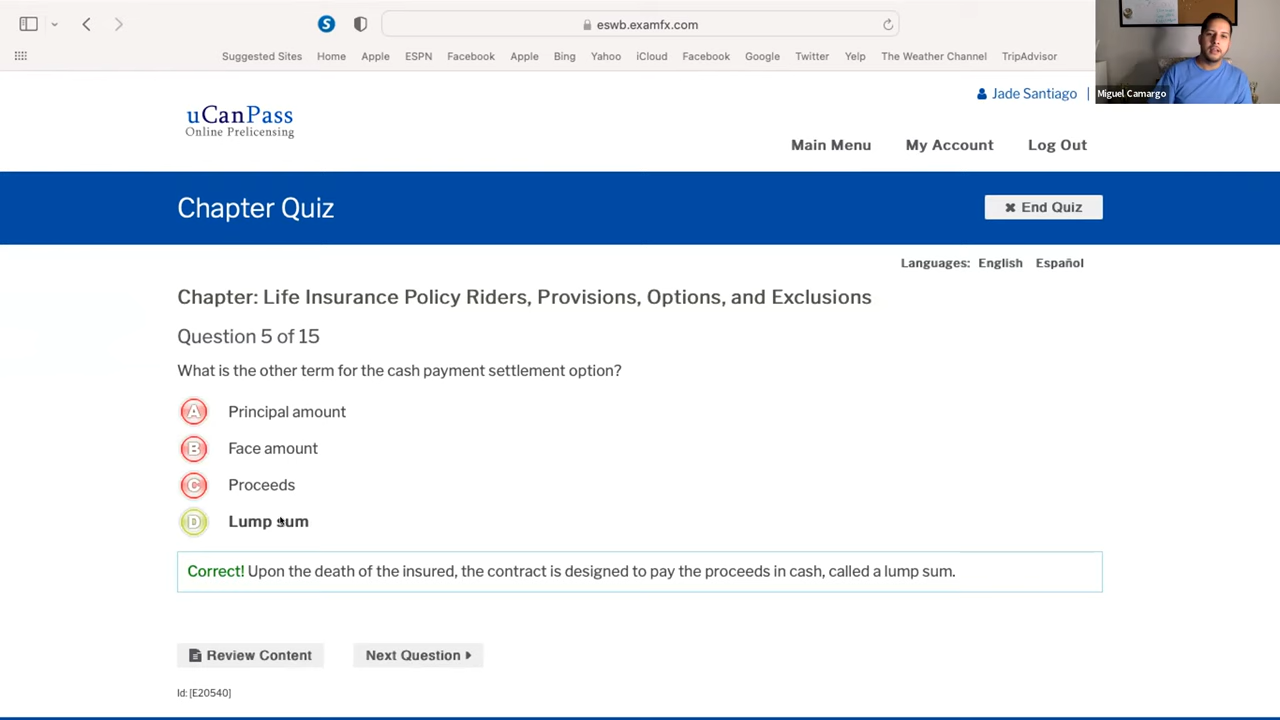 eswb.examfx.com
Suggested Sites Home Apple ESPN Facebook Apple Bing Yahoo iCloud Facebook Google Twitter Yelp The Weather Channel TripAdvisor
Miguel Camargo
Jade Santiago |
uCanPass
Online Prelicensing
Main Menu My Account Log Out
Chapter Quiz
✖ End Quiz
Languages: English Español
Chapter: Life Insurance Policy Riders, Provisions, Options, and Exclusions
Question 5 of 15
What is the other term for the cash payment settlement option?
A Principal amount
B Face amount
C Proceeds
D Lump sum
Correct! Upon the death of the insured, the contract is designed to pay the proceeds in cash, called a lump sum.
Review Content Next Question
Id: [E20540]